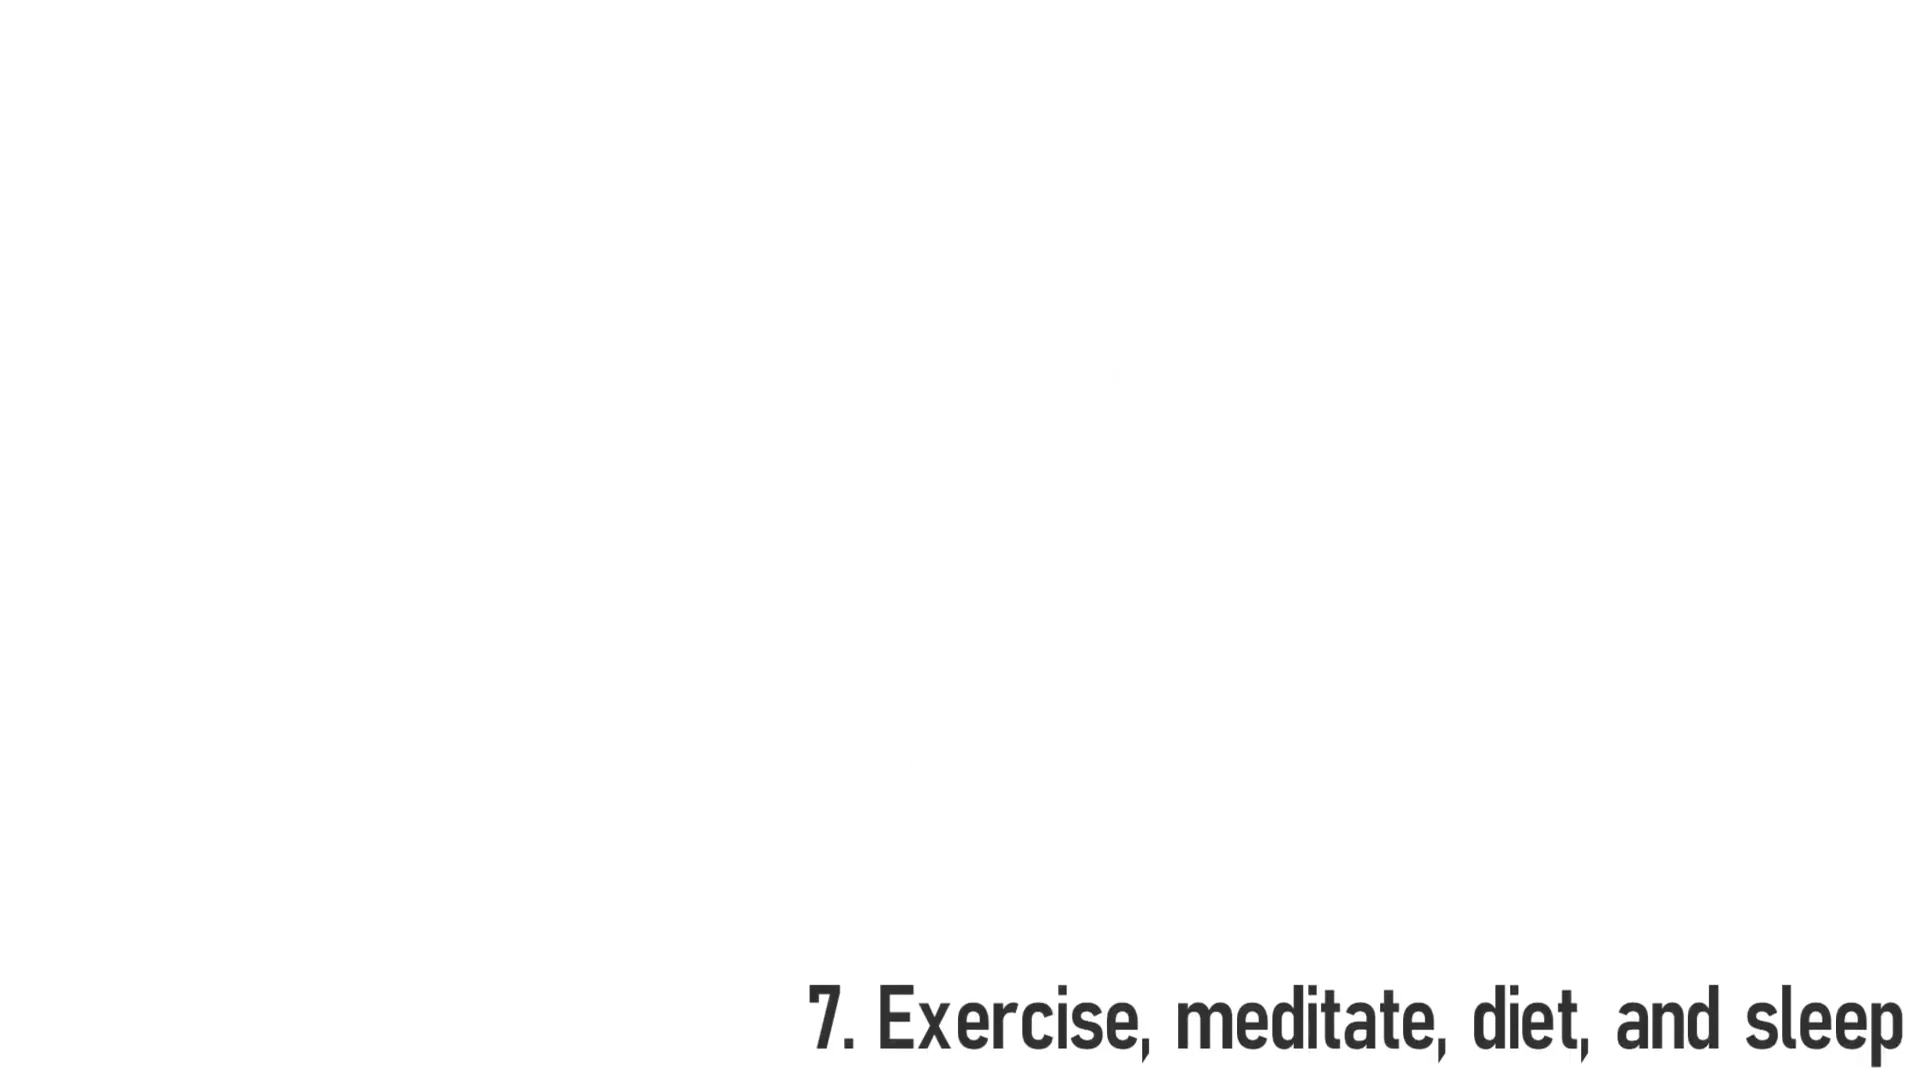 7. Exercise, meditate, diet, and sleep